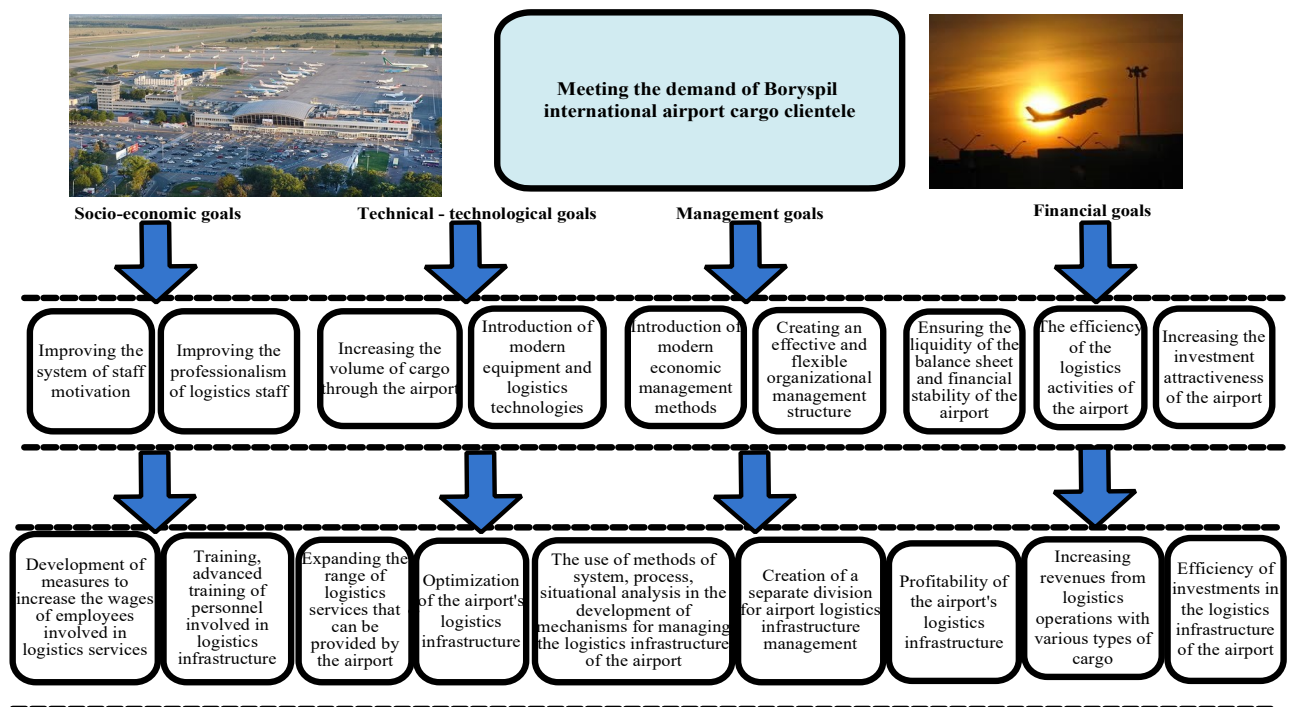 Meeting the demand of Boryspil
international airport cargo clientele
Socio-economic goals
Technical - technological goals
Management goals
Financial goals
Improving the
system of staff
motivation
Improving the
professionalism
of logistics staff
Increasing the
volume of cargo
through the airport
Introduction of
modern
equipment and
logistics
technologies
Introduction of
modern
economic
management
methods
Creating an
effective and
flexible
organizational
management
structure
Ensuring the
liquidity of the
balance sheet
and financial
stability of the
airport
The efficiency
of the
logistics
activities of
the airport
Increasing the
investment
attractiveness
of the airport
Development of
measures to
increase the wages
of employees
involved in
logistics services
Training,
advanced
training of
personnel
involved in
logistics
infrastructure
Expanding the
range of
logistics
services that
can be
provided by
the airport
Optimization
of the airport's
logistics
infrastructure
The use of methods of
system, process,
situational analysis in the
development of
mechanisms for managing
the logistics infrastructure
of the airport
Creation of a
separate division
for airport logistics
infrastructure
management
Profitability of
the airport's
logistics
infrastructure
Increasing
revenues from
logistics
operations with
various types of
cargo
Efficiency of
investments in
the logistics
infrastructure
of the airport